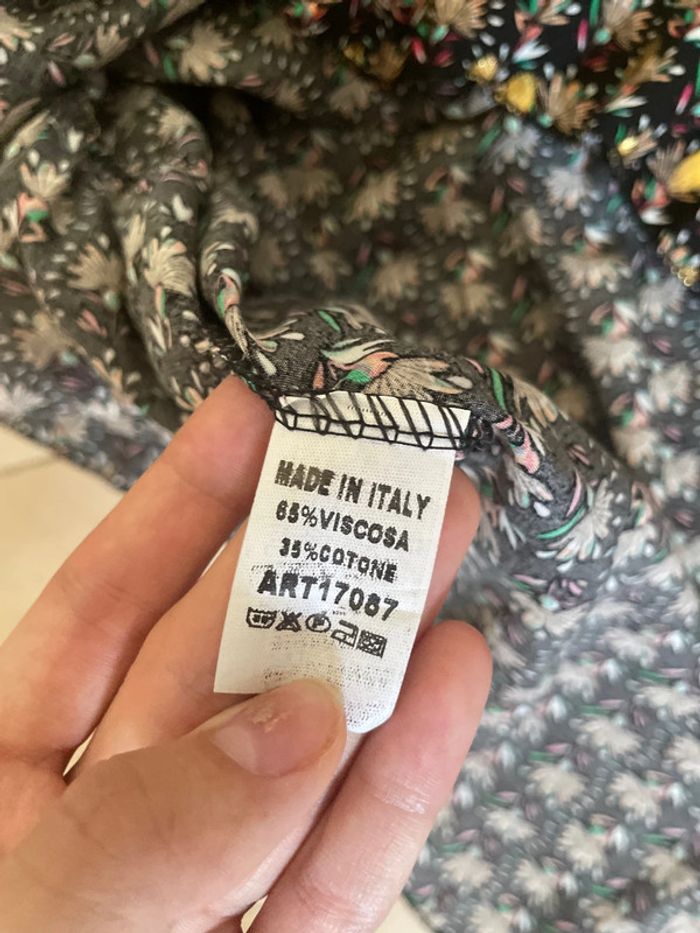 MADE IN ITALY
65%VISCOSA
35%COTONE
ART17087